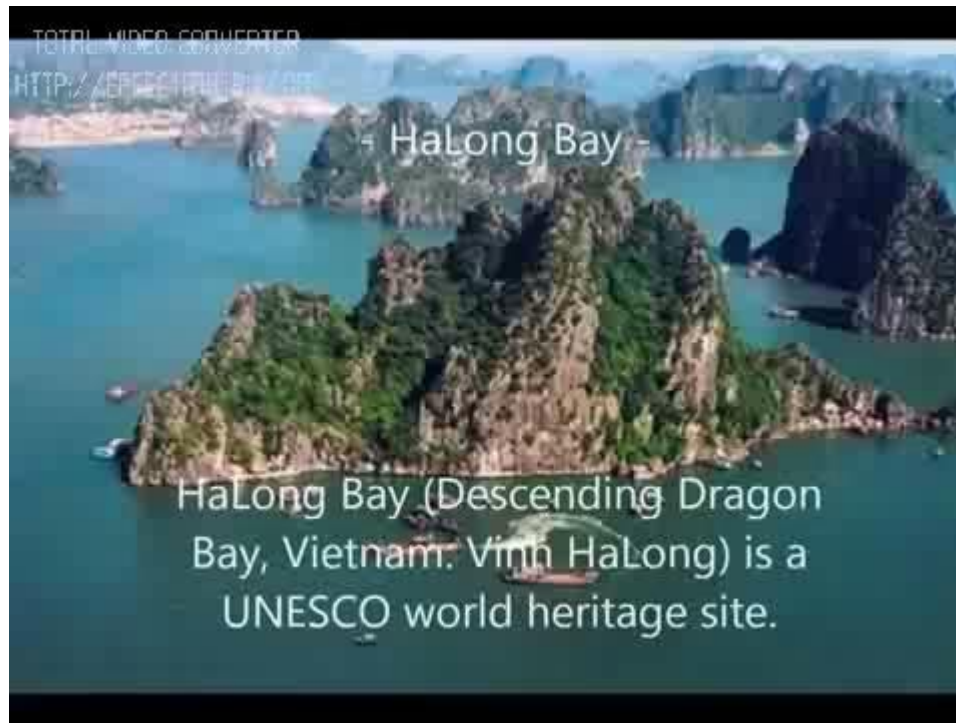 TOTAL VIDEO CONVERTER
- HaLong Bay -
HaLong Bay (Descending Dragon
Bay, Vietnam: Vinh HaLong) is a
UNESCO world heritage site.